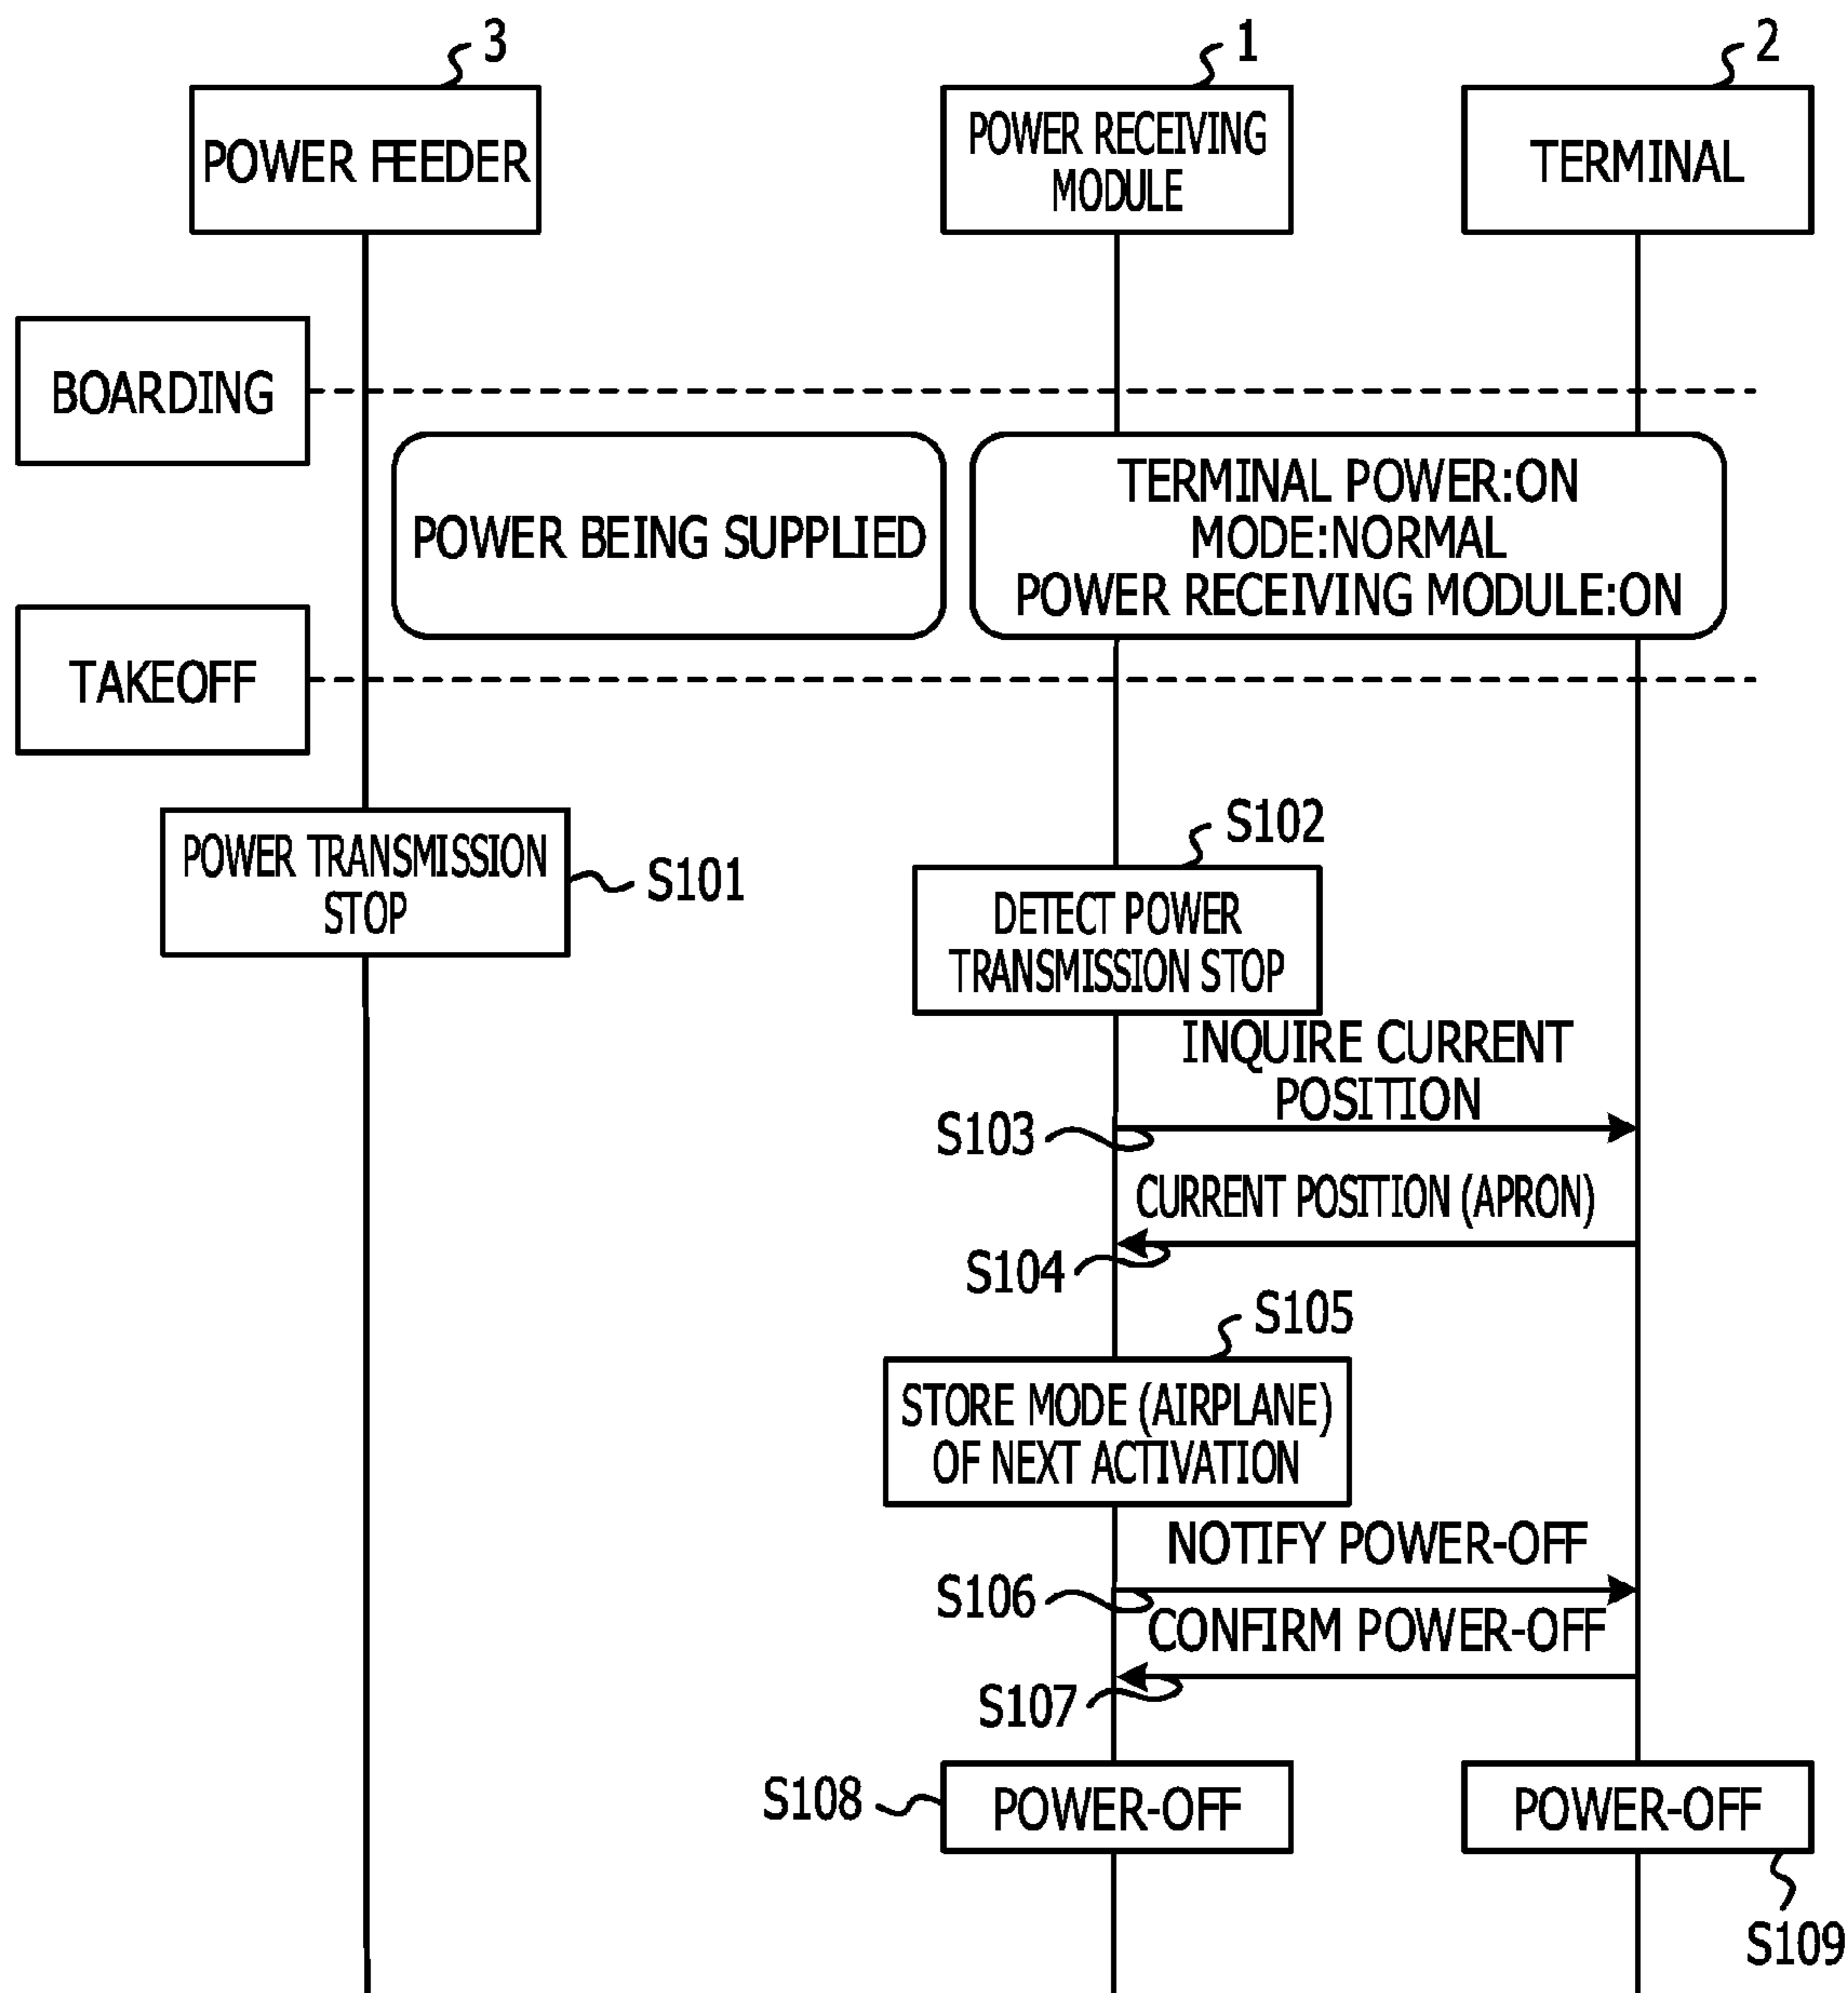 3
1
2
POWER FEEDER
POWER RECEIVING
MODULE
TERMINAL
BOARDING
POWER BEING SUPPLIED
TERMINAL POWER:ON
MODE:NORMAL
POWER RECEIVING MODULE:ON
TAKEOFF
POWER TRANSMISSION
STOP
S101
S102
DETECT POWER
TRANSMISSION STOP
INQUIRE CURRENT
POSITION
S103
CURRENT POSITION (APRON)
S104
S105
STORE MODE (AIRPLANE)
OF NEXT ACTIVATION
NOTIFY POWER-OFF
S106
CONFIRM POWER-OFF
S107
S108
POWER-OFF
POWER-OFF
S109